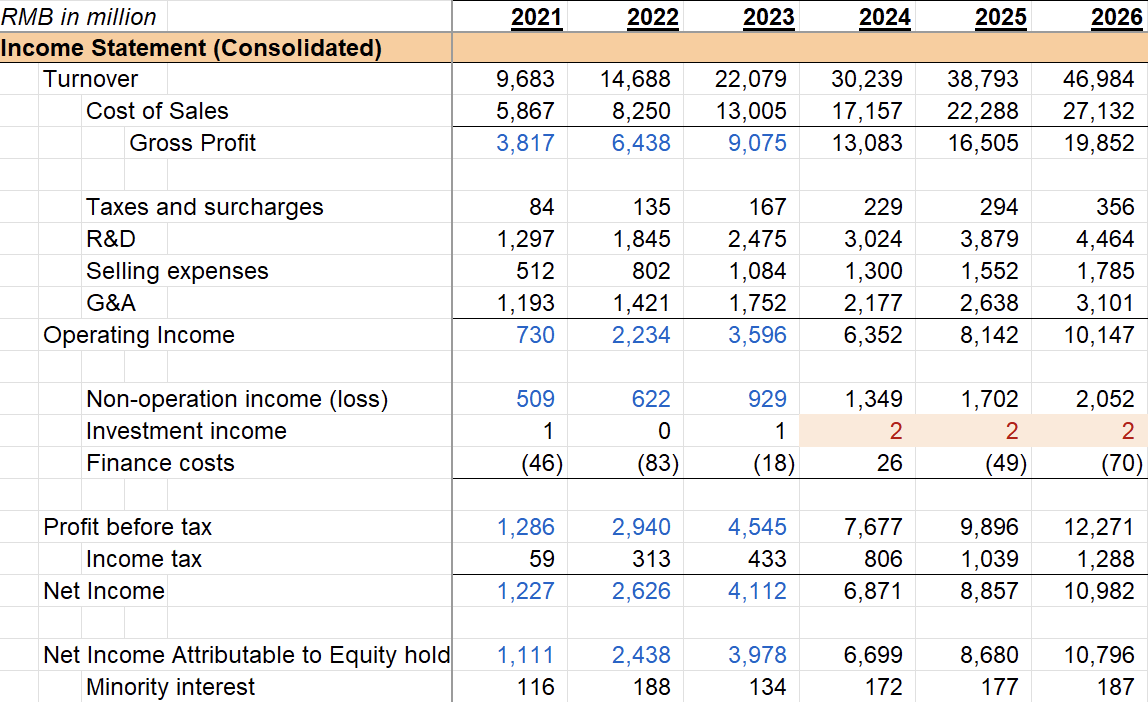 RMB in million 2021 2022 2023 2024 2025 2026
Income Statement (Consolidated)
Turnover 9,683 14,688 22,079 30,239 38,793 46,984
Cost of Sales 5,867 8,250 13,005 17,157 22,288 27,132
Gross Profit 3,817 6,438 9,075 13,083 16,505 19,852
Taxes and surcharges 84 135 167 229 294 356
R&D 1,297 1,845 2,475 3,024 3,879 4,464
Selling expenses 512 802 1,084 1,300 1,552 1,785
G&A 1,193 1,421 1,752 2,177 2,638 3,101
Operating Income 730 2,234 3,596 6,352 8,142 10,147
Non-operation income (loss) 509 622 929 1,349 1,702 2,052
Investment income 1 0 1 2 2 2
Finance costs (46) (83) (18) 26 (49) (70)
Profit before tax 1,286 2,940 4,545 7,677 9,896 12,271
Income tax 59 313 433 806 1,039 1,288
Net Income 1,227 2,626 4,112 6,871 8,857 10,982
Net Income Attributable to Equity hold 1,111 2,438 3,978 6,699 8,680 10,796
Minority interest 116 188 134 172 177 187